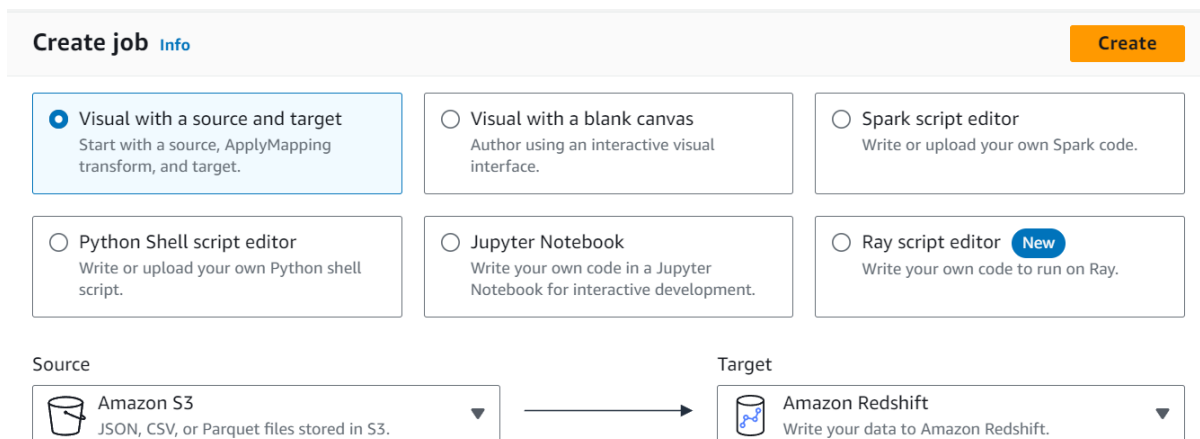 Create job Info
Create
Visual with a source and target
Start with a source, ApplyMapping
transform, and target.
Visual with a blank canvas
Author using an interactive visual
interface.
Spark script editor
Write or upload your own Spark code.
Python Shell script editor
Write or upload your own Python shell
script.
Jupyter Notebook
Write your own code in a Jupyter
Notebook for interactive development.
Ray script editor New
Write your own code to run on Ray.
Source
Amazon S3
JSON, CSV, or Parquet files stored in S3.
Target
Amazon Redshift
Write your data to Amazon Redshift.